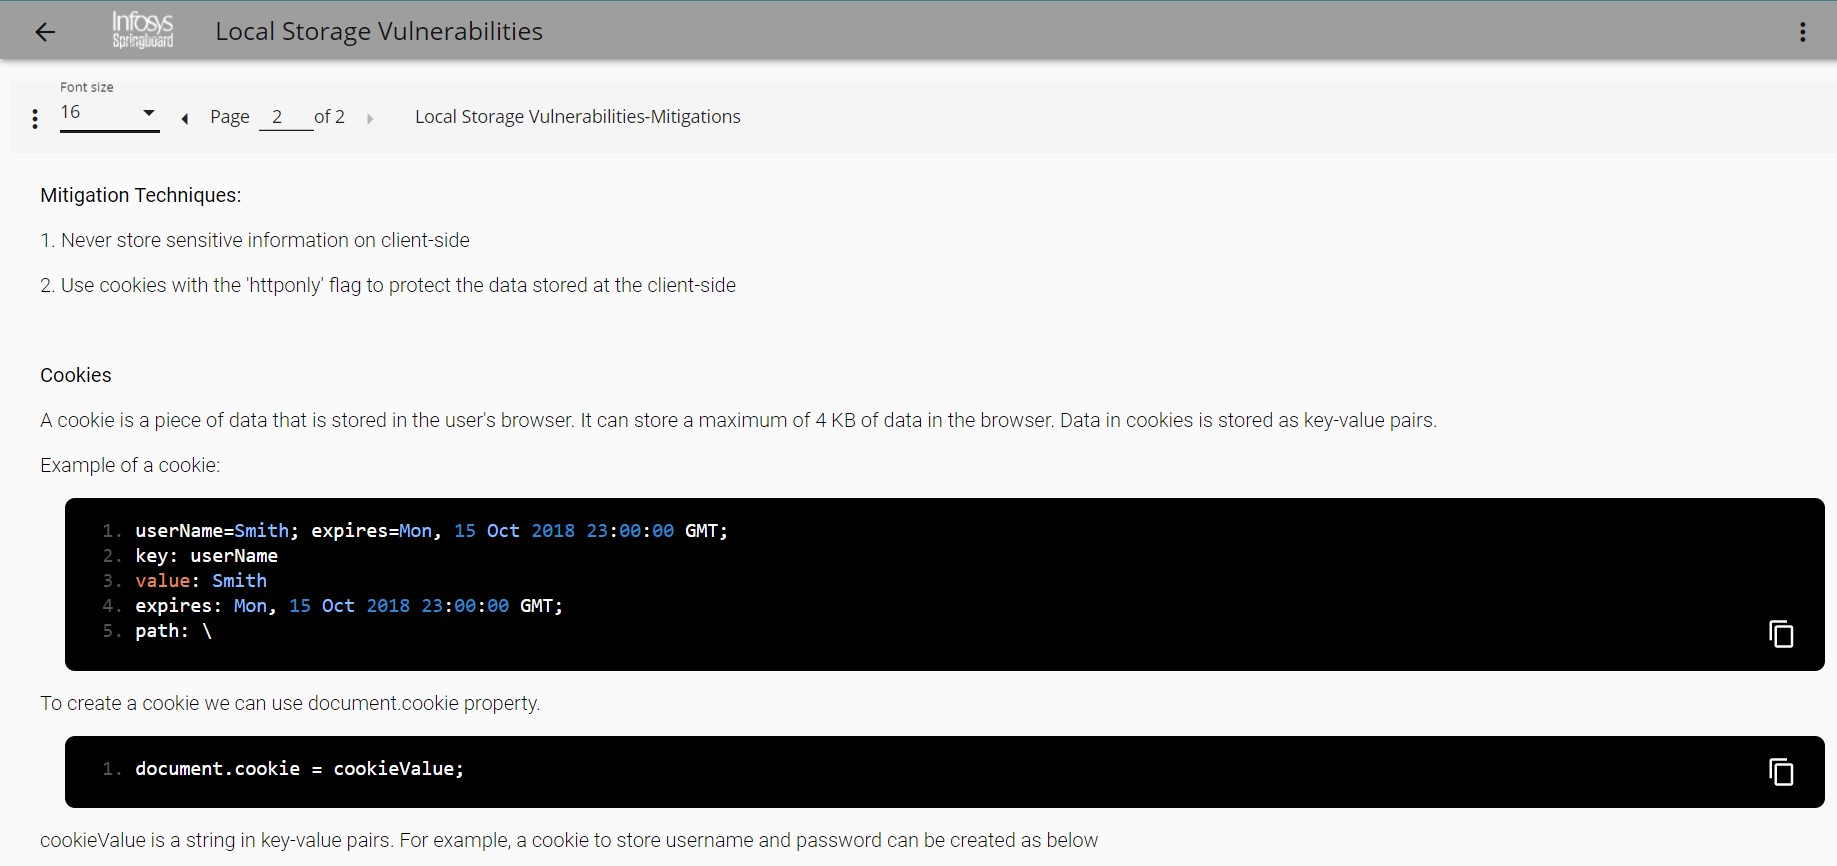 Infosys
Springboard
Local Storage Vulnerabilities
Font size
16
Page 2 of 2
Local Storage Vulnerabilities-Mitigations
Mitigation Techniques:
1. Never store sensitive information on client-side
2. Use cookies with the 'httponly' flag to protect the data stored at the client-side
Cookies
A cookie is a piece of data that is stored in the user's browser. It can store a maximum of 4 KB of data in the browser. Data in cookies is stored as key-value pairs.
Example of a cookie:
1. userName=Smith; expires=Mon, 15 Oct 2018 23:00:00 GMT;
2. key: userName
3. value: Smith
4. expires: Mon, 15 Oct 2018 23:00:00 GMT;
5. path: \
To create a cookie we can use document.cookie property.
1. document.cookie = cookieValue;
cookieValue is a string in key-value pairs. For example, a cookie to store username and password can be created as below